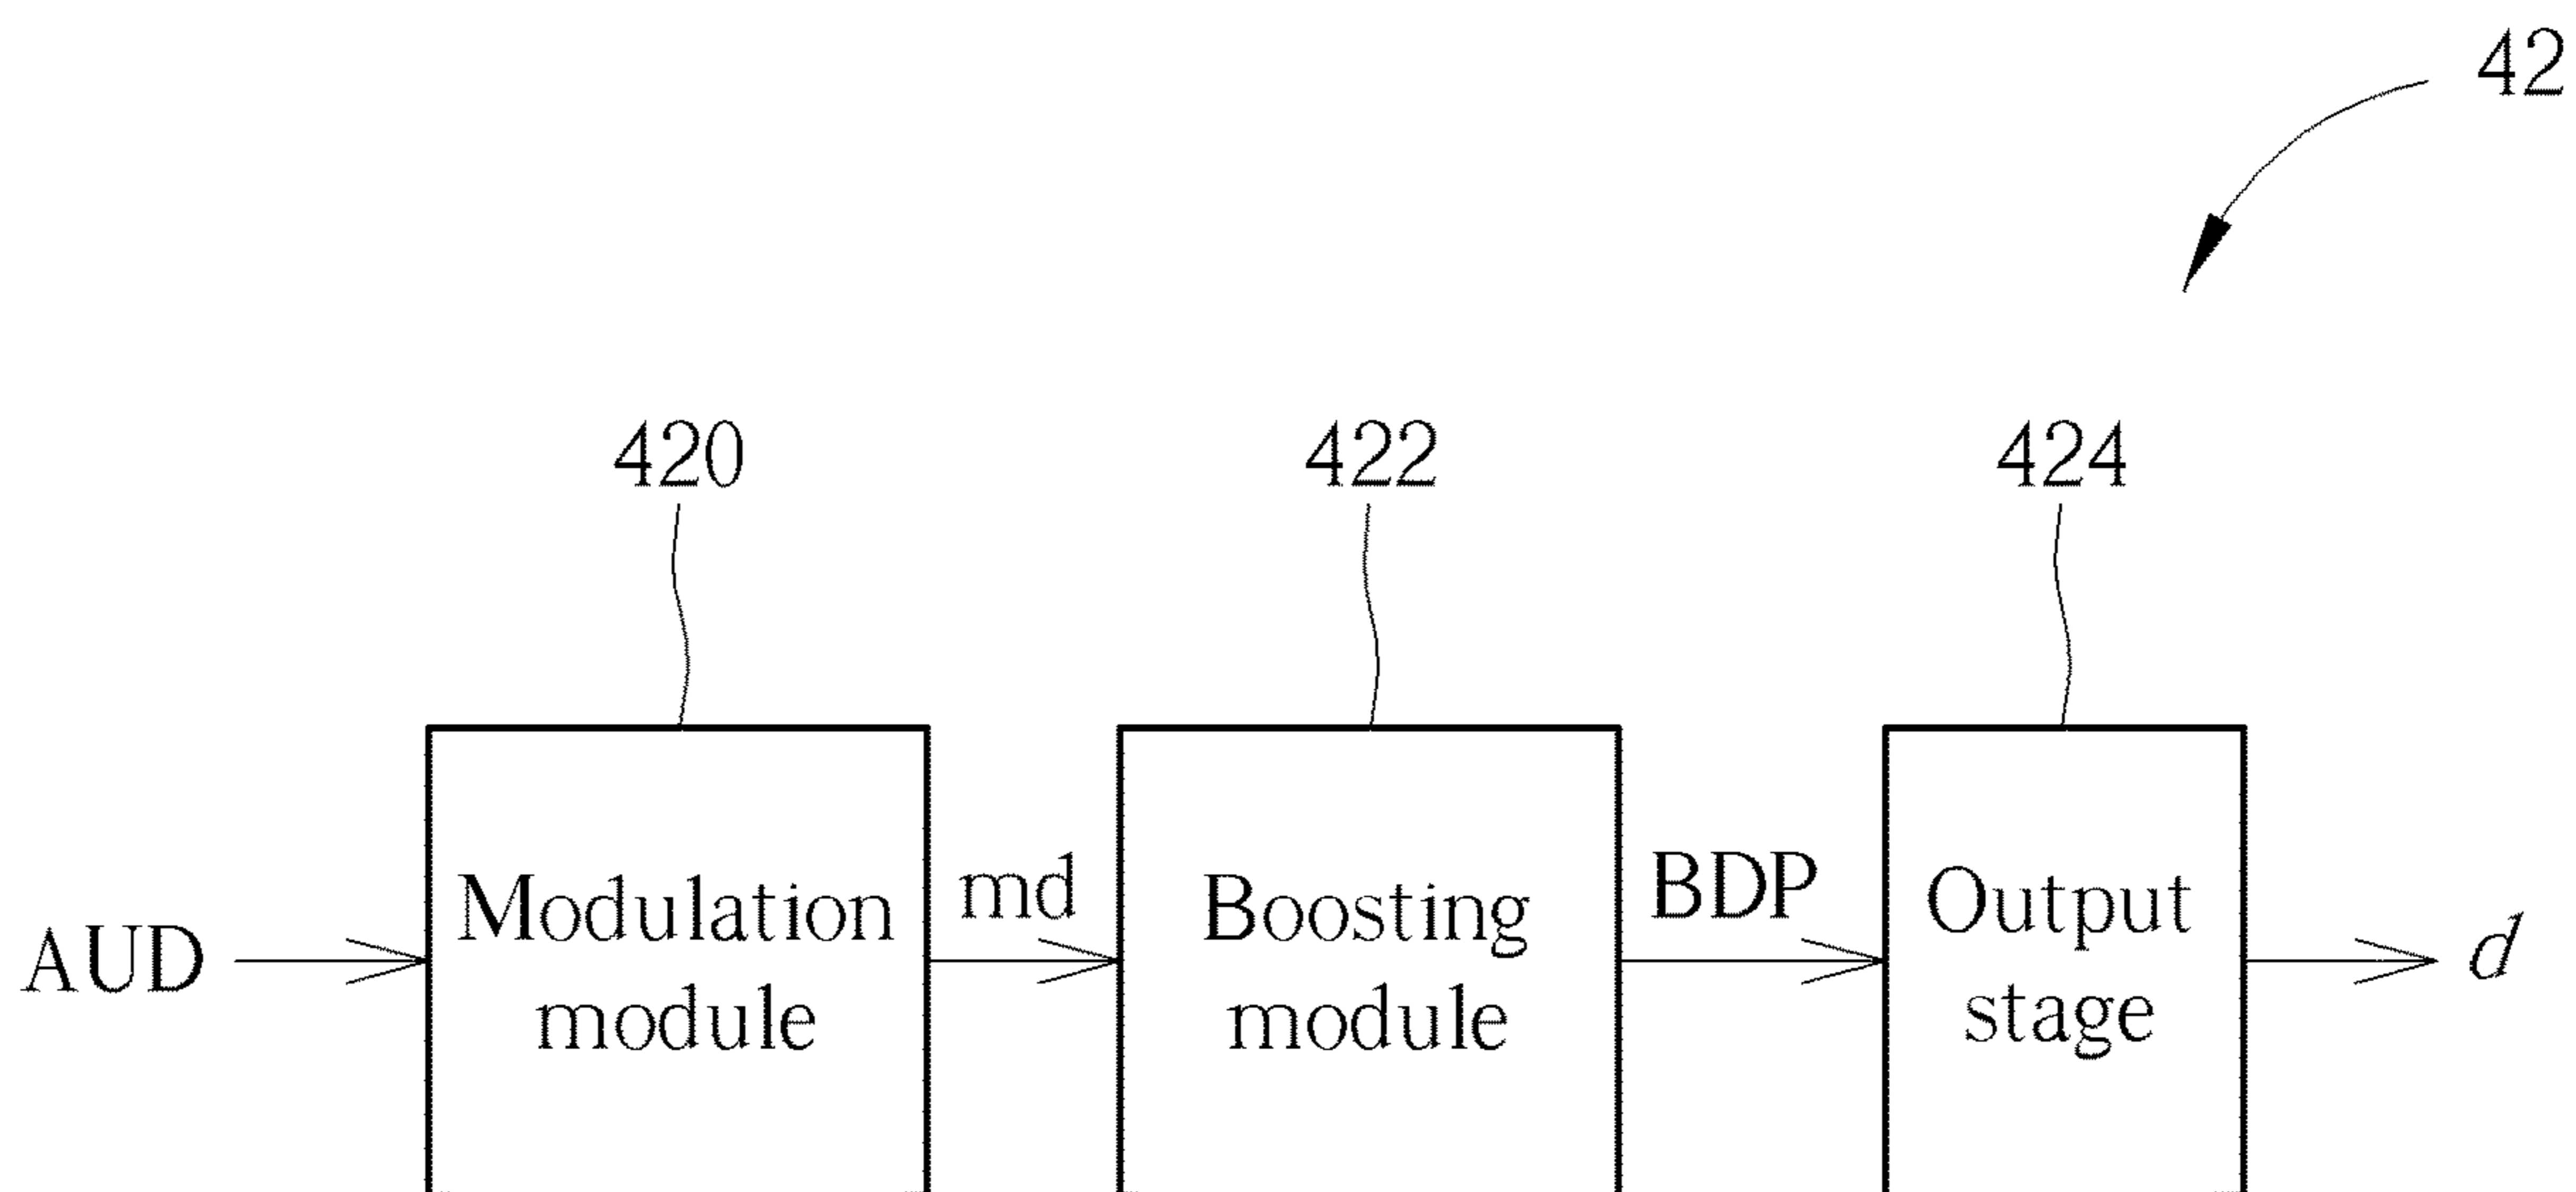 42
420
422
424
AUD
Modulation
module
md
Boosting
module
BDP
Output
stage
d